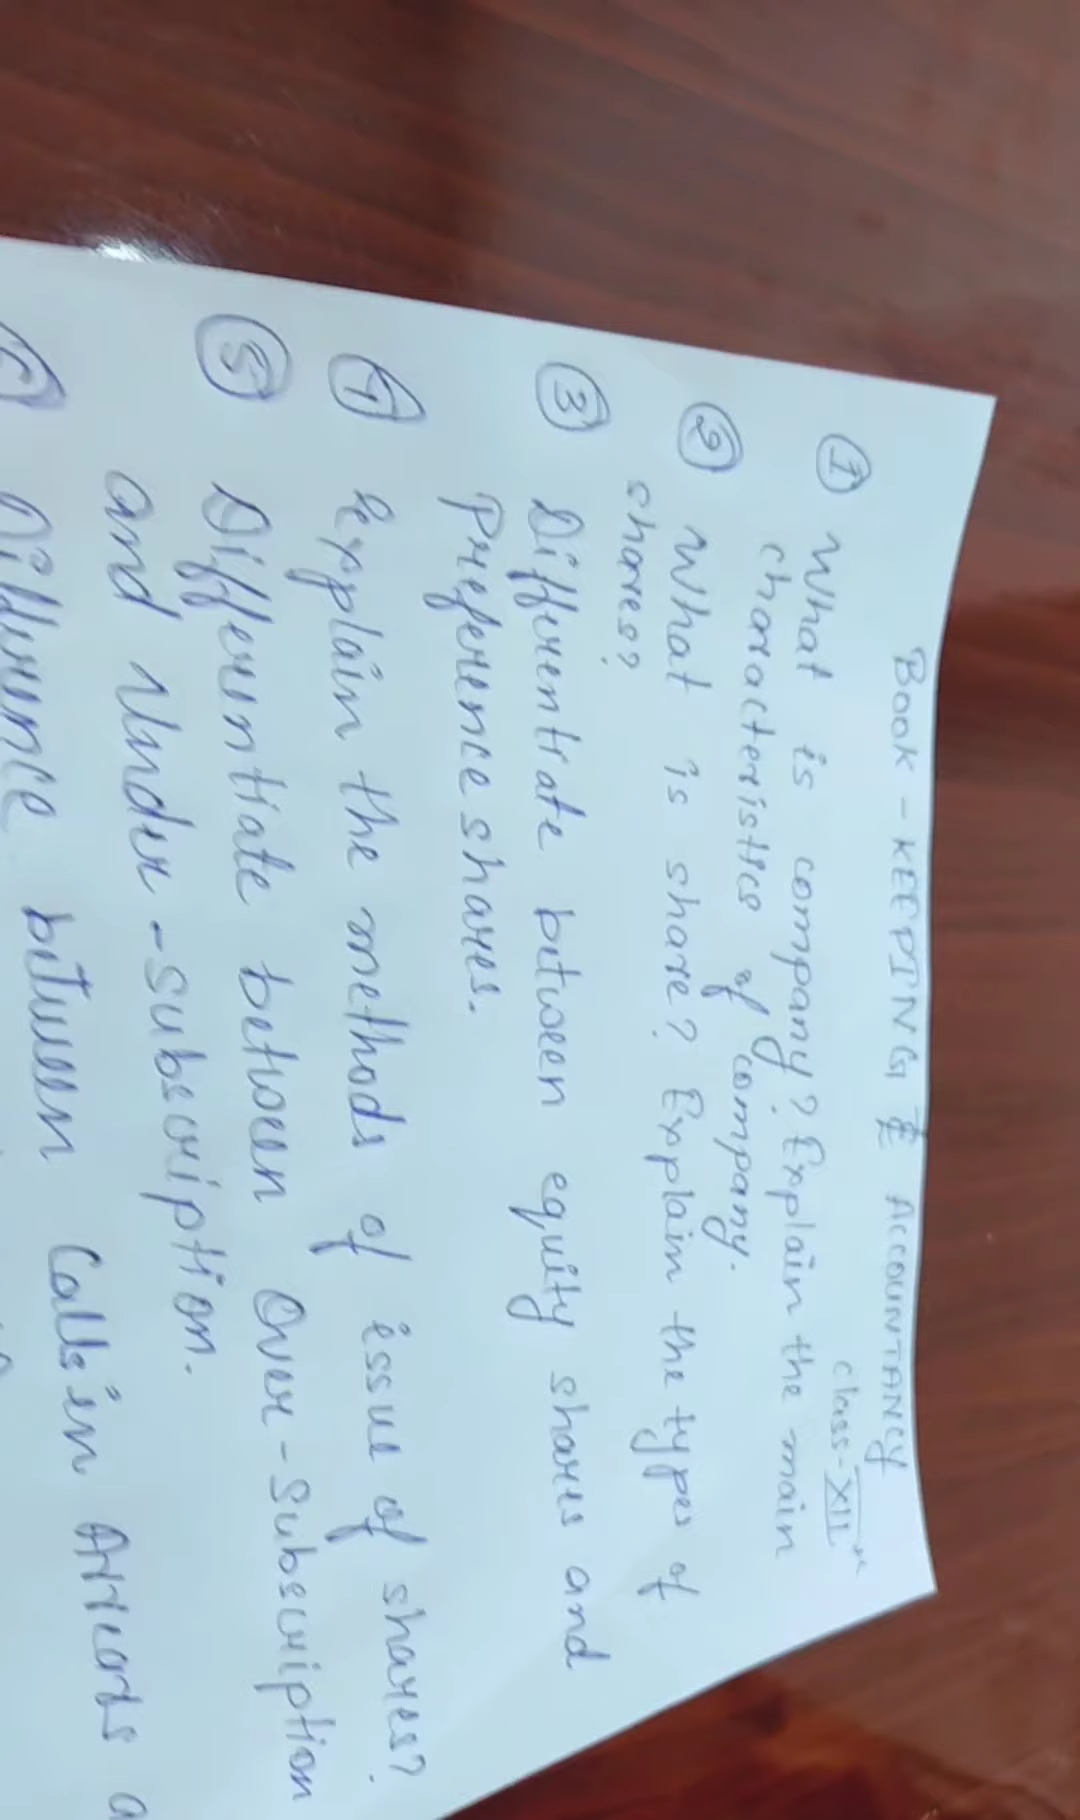 BOOK-KEEPING & ACCOUNTANCY
Class-XII
① What is company? Explain the main
characteristics of company.
② What is share? Explain the types of
shares?
③ Differentiate between equity shares and
Preference shares.
④ Explain the methods of issue of shares?
⑤ Differentiate between Over-Subscription
and Under-Subscription.
Difference between Calls in Arrears